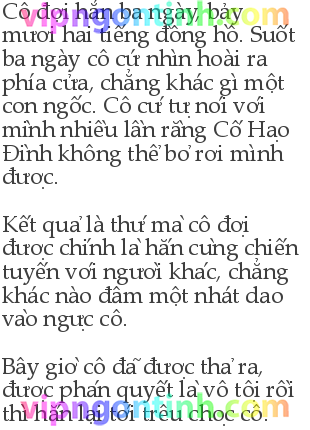 Cô đợi hắn ba ngày, bảy
mươi hai tiếng đồng hồ. Suốt
ba ngày cô cứ nhìn hoài ra
phía cửa, chẳng khác gì một
con ngốc. Cô cứ tự nói với
mình nhiều lần rằng Cố Hạo
Đình không thể bỏ rơi mình
được.
Kết quả là thứ mà cô đợi
được chính là hắn cùng chiến
tuyến với người khác, chẳng
khác nào đâm một nhát dao
vào ngực cô.
Bây giờ cô đã được thả ra,
được phán quyết là vô tội rồi
thì hắn lại tới trêu chọc cô.
vipngontinh.com
vipngontinh.com